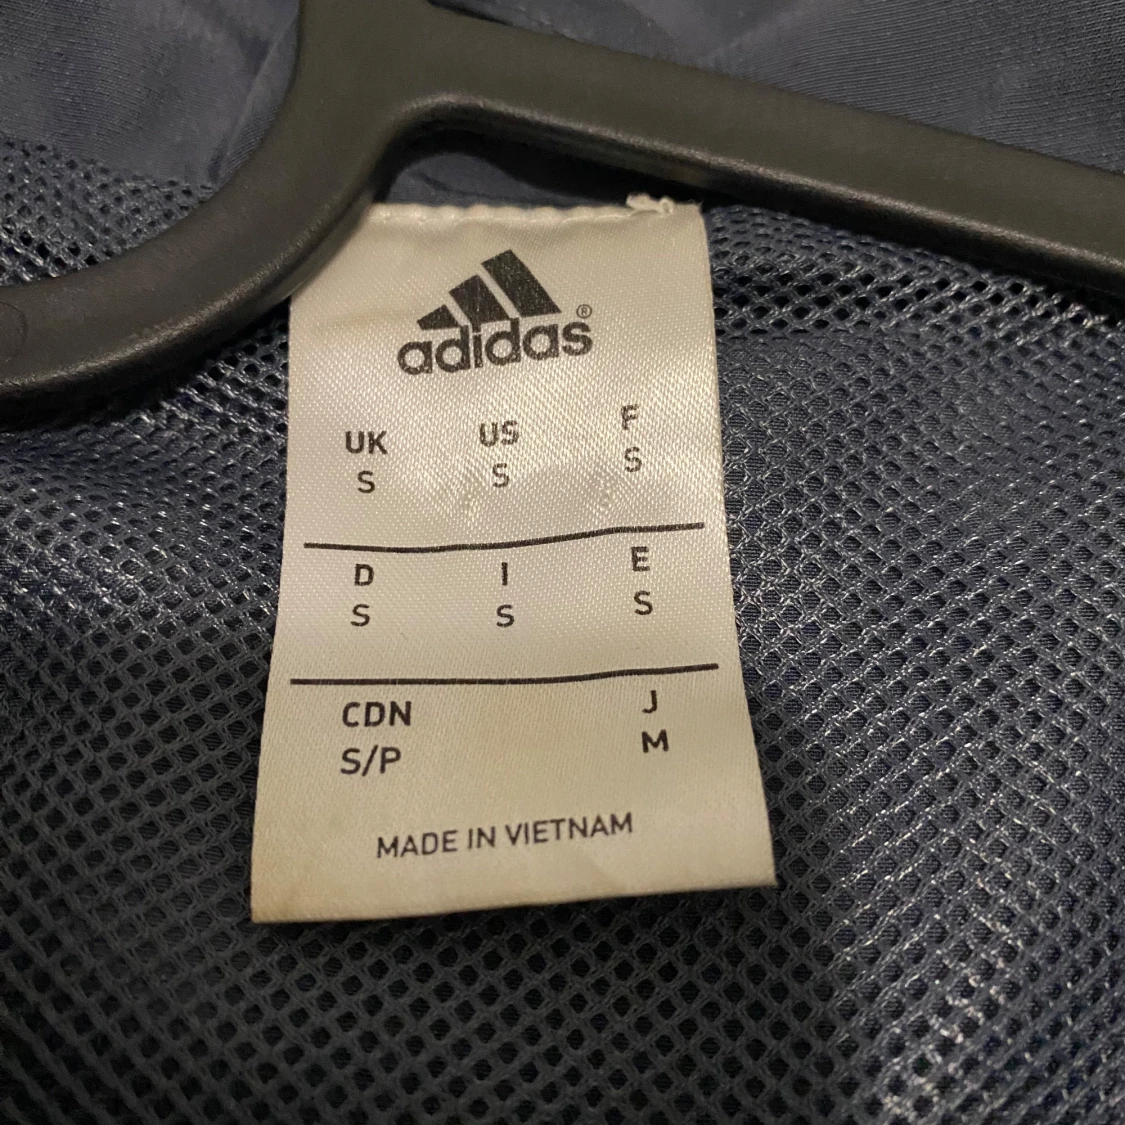 adidas®
UK US F
S S S
D I E
S S S
CDN J
S/P M
MADE IN VIETNAM